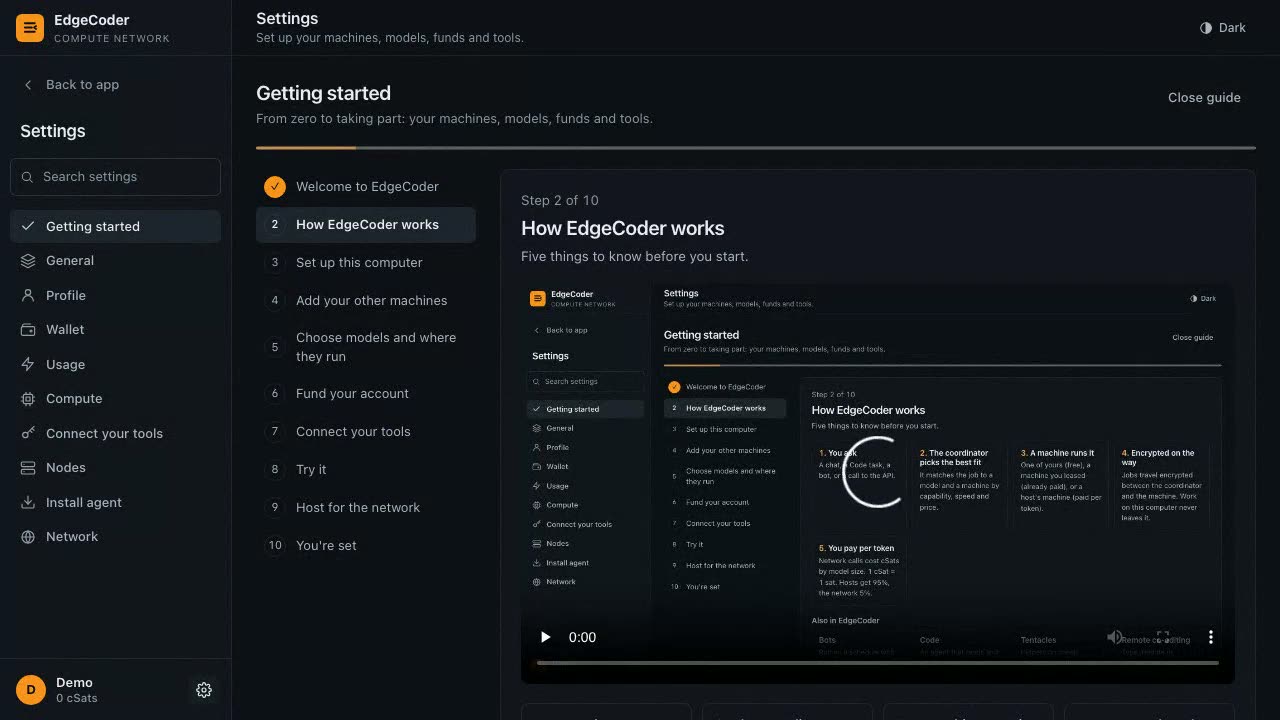 EdgeCoder
COMPUTE NETWORK
Settings
Set up your machines, models, funds and tools.
Dark
Back to app
Settings
Search settings
Getting started
General
Profile
Wallet
Usage
Compute
Connect your tools
Nodes
Install agent
Network
Demo
0 cSats
D
Getting started
From zero to taking part: your machines, models, funds and tools.
Close guide
Welcome to EdgeCoder
2 How EdgeCoder works
3 Set up this computer
4 Add your other machines
5 Choose models and where
they run
6 Fund your account
7 Connect your tools
8 Try it
9 Host for the network
10 You're set
Step 2 of 10
How EdgeCoder works
Five things to know before you start.
EdgeCoder
COMPUTE NETWORK
Settings
Set up your machines, models, funds and tools.
Dark
Back to app
Settings
Search settings
Getting started
General
Profile
Wallet
Usage
Compute
Connect your tools
Nodes
Install agent
Network
Getting started
From zero to taking part: your machines, models, funds and tools.
Close guide
Welcome to EdgeCoder
2 How EdgeCoder works
3 Set up this computer
4 Add your other machines
5 Choose models and where
they run
6 Fund your account
7 Connect your tools
8 Try it
9 Host for the network
10 You're set
Step 2 of 10
How EdgeCoder works
Five things to know before you start.
1. You ask
A chat, a Code task, a
bot, or a call to the API.
2. The coordinator
picks the best fit
It matches the job to a
model and a machine by
capability, speed and
price.
3. A machine runs it
One of yours (free), a
machine you leased
(already paid), or a
host's machine (paid per
token).
4. Encrypted on the
way
Jobs travel encrypted
between the coordinator
and the machine. Work
on this computer never
leaves it.
5. You pay per token
Network calls cost cSats
by model size. 1 cSat =
1 sat. Hosts get 95%,
the network 5%.
Also in EdgeCoder
Bots
Code
Tentacles
Remote co-editing
0:00